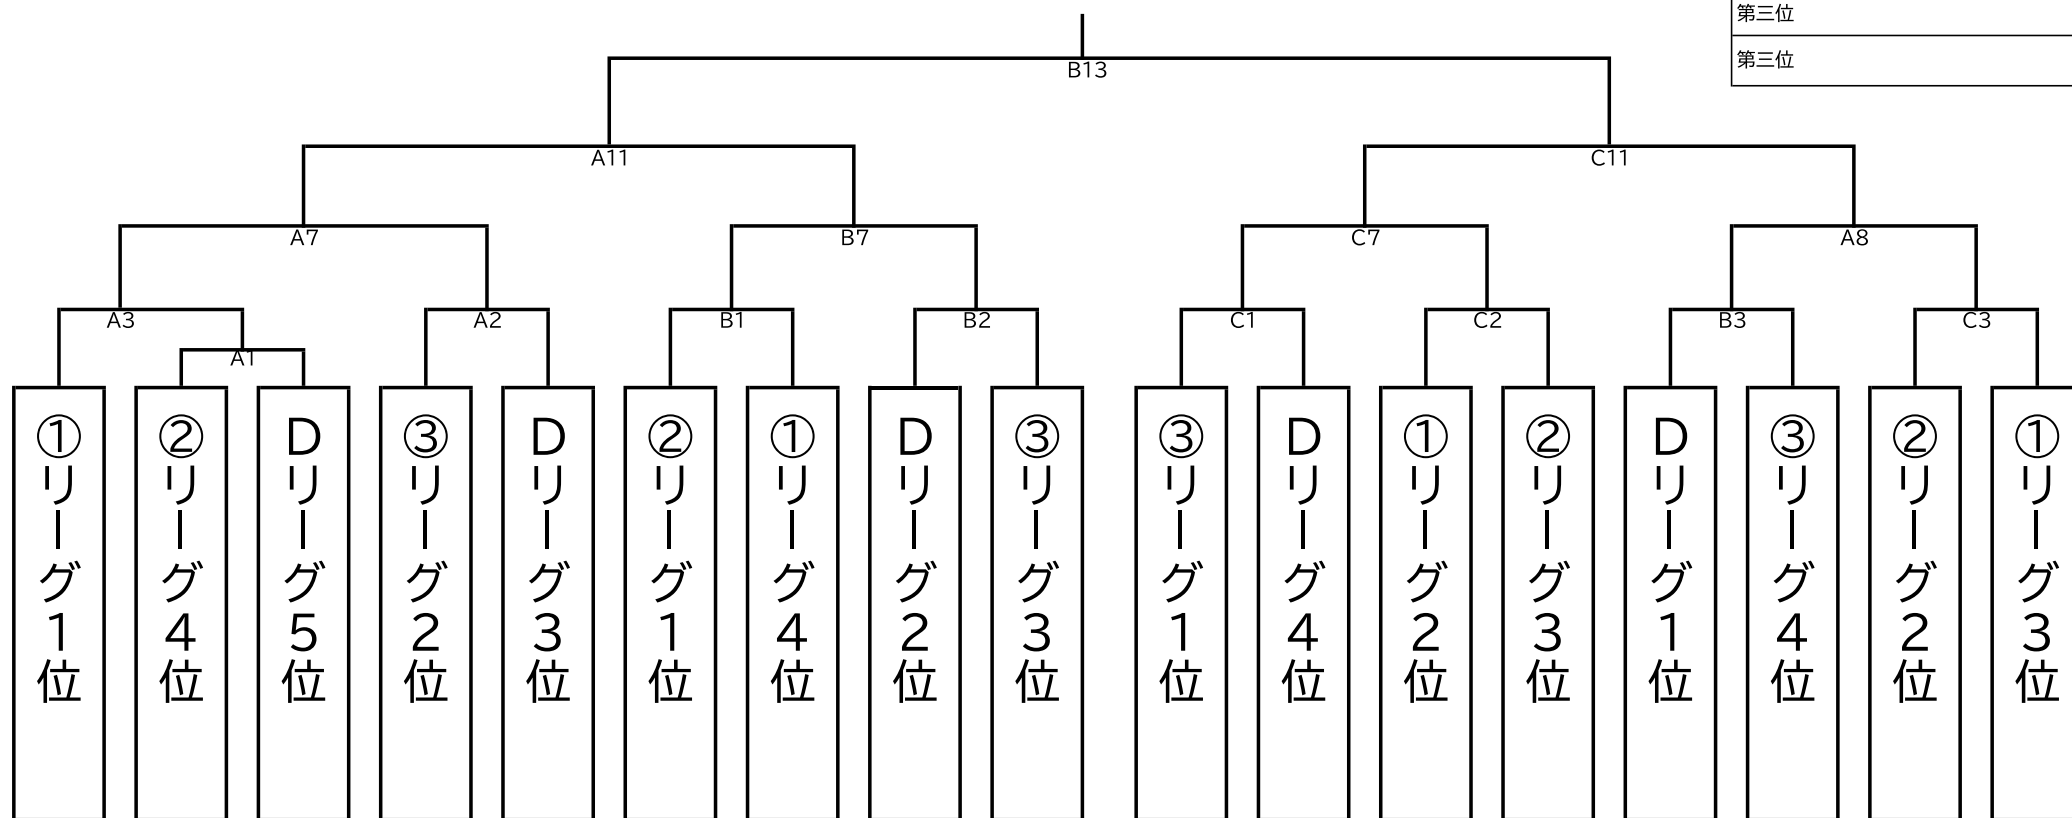 第三位
第三位
B13
A11
C11
A7
B7
C7
A8
A3
A2
B1
B2
C1
C2
B3
C3
A1
①リーグ1位
②リーグ4位
Dリーグ5位
③リーグ2位
Dリーグ3位
②リーグ1位
①リーグ4位
Dリーグ2位
③リーグ3位
③リーグ1位
Dリーグ4位
①リーグ2位
②リーグ3位
Dリーグ1位
③リーグ4位
②リーグ2位
①リーグ3位